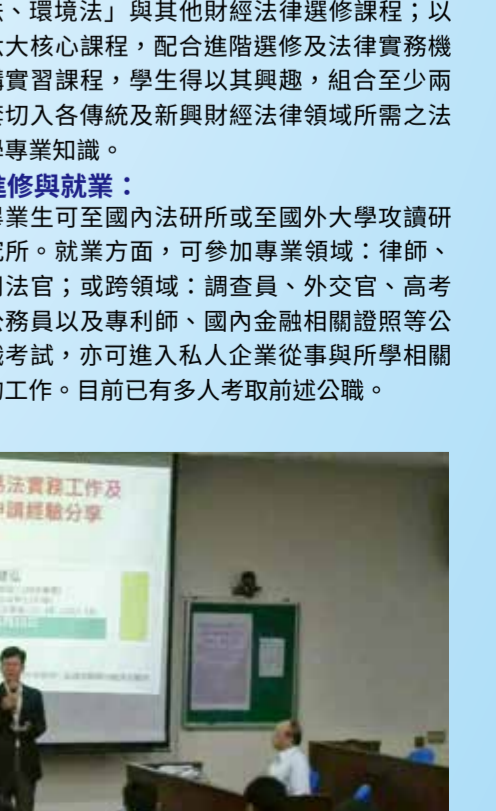 、環境法」與其他財經法律選修課程；以
大核心課程，配合進階選修及法律實務機
實習課程，學生得以其興趣，組合至少兩
切入各傳統及新興財經法律領域所需之法
專業知識。
進修與就業：
畢業生可至國內法研所或至國外大學攻讀研
究所。就業方面，可參加專業領域：律師、
司法官；或跨領域：調查員、外交官、高考
公務員以及專利師、國內金融相關證照等公
職考試，亦可進入私人企業從事與所學相關
的工作。目前已有多人考取前述公職。
法實務工作及
申請經驗分享